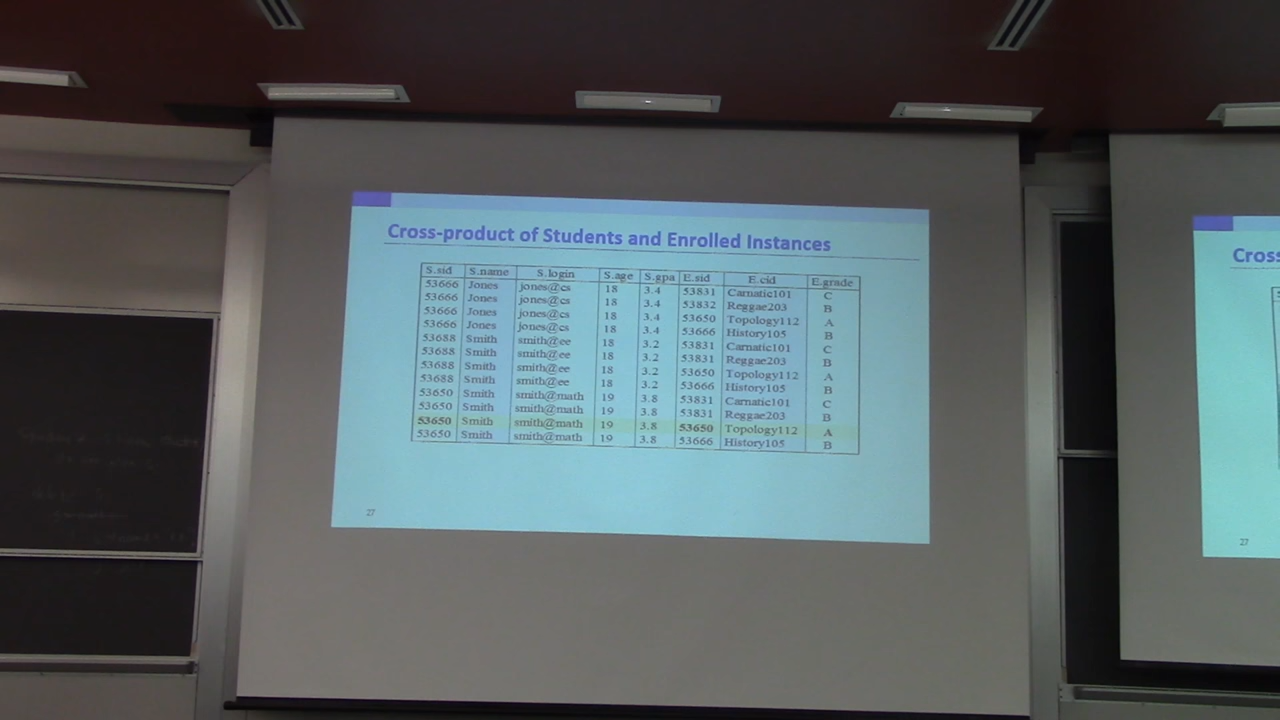 Cross-product of Students and Enrolled Instances
S.sid S.name S.login S.age S.gpa E.sid E.cid E.grade
53666 Jones jones@cs 18 3.4 53831 Carnatic101 C
53666 Jones jones@cs 18 3.4 53832 Reggae203 B
53666 Jones jones@cs 18 3.4 53650 Topology112 A
53666 Jones jones@cs 18 3.4 53666 History105 B
53688 Smith smith@ee 18 3.2 53831 Carnatic101 C
53688 Smith smith@ee 18 3.2 53831 Reggae203 B
53688 Smith smith@ee 18 3.2 53650 Topology112 A
53688 Smith smith@ee 18 3.2 53666 History105 B
53650 Smith smith@math 19 3.8 53831 Carnatic101 C
53650 Smith smith@math 19 3.8 53831 Reggae203 B
53650 Smith smith@math 19 3.8 53650 Topology112 A
53650 Smith smith@math 19 3.8 53666 History105 B
27
Cros
27